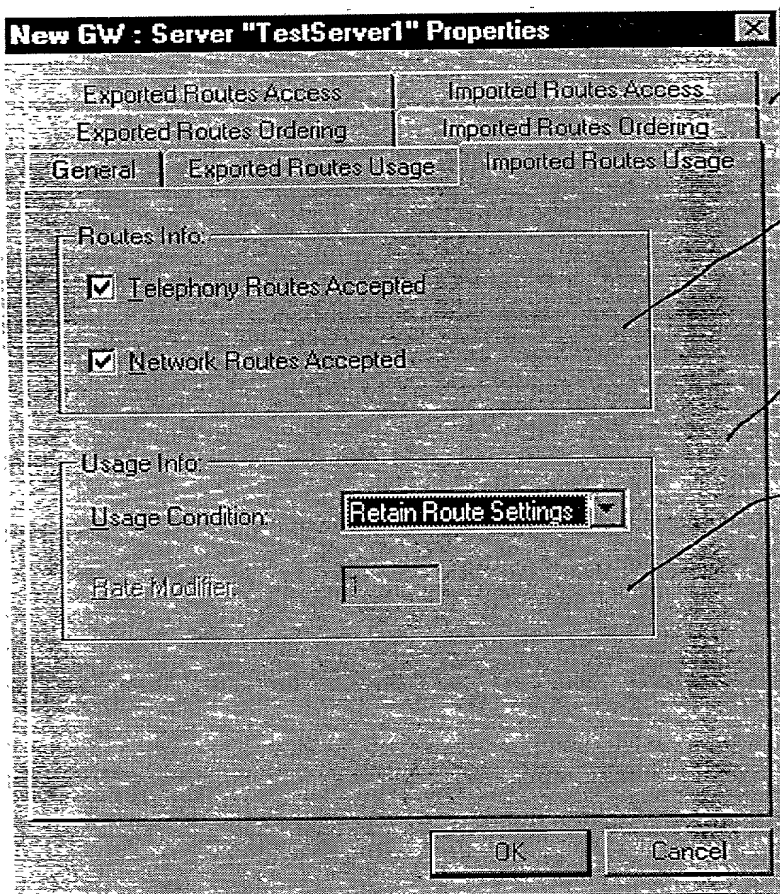 New GW : Server "TestServer1" Properties
Exported Routes Access
Imported Routes Access
Exported Routes Ordering
Imported Routes Ordering
General
Exported Routes Usage
Imported Routes Usage
Routes Info:
Telephony Routes Accepted
Network Routes Accepted
Usage Info:
Usage Condition:
Retain Route Settings
Rate Modifier:
1
OK
Cancel